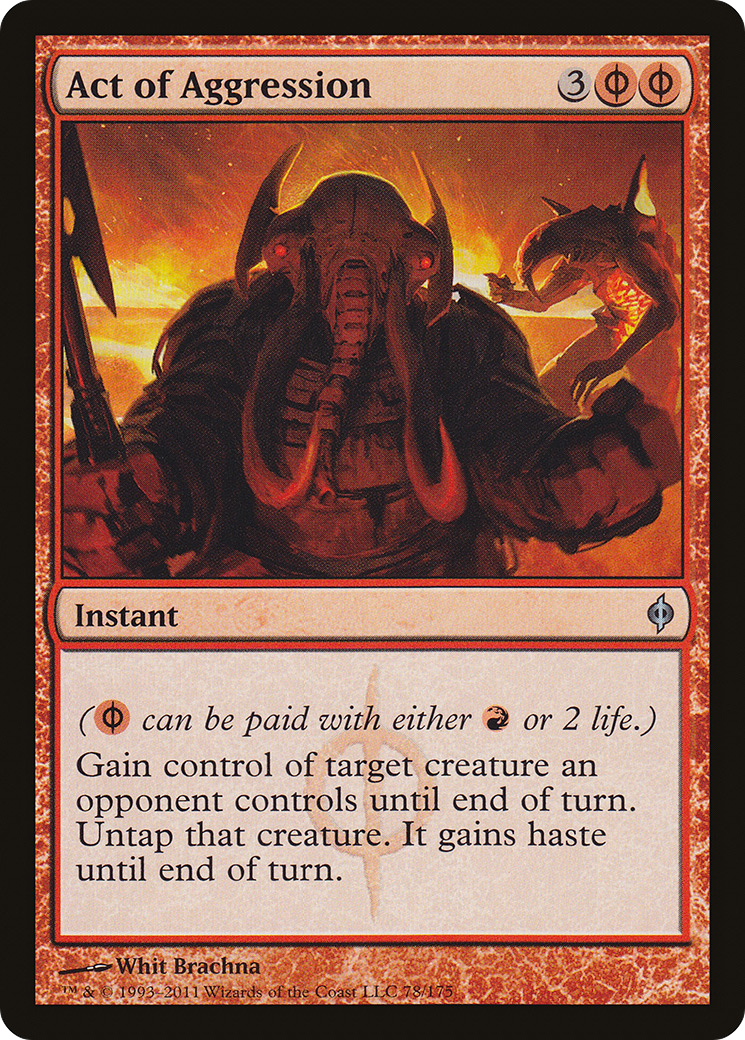 Act of Aggression 3
Instant
( can be paid with either or 2 life.)
Gain control of target creature an
opponent controls until end of turn.
Untap that creature. It gains haste
until end of turn.
Whit Brachna
™ & © 1993–2011 Wizards of the Coast LLC 78/175